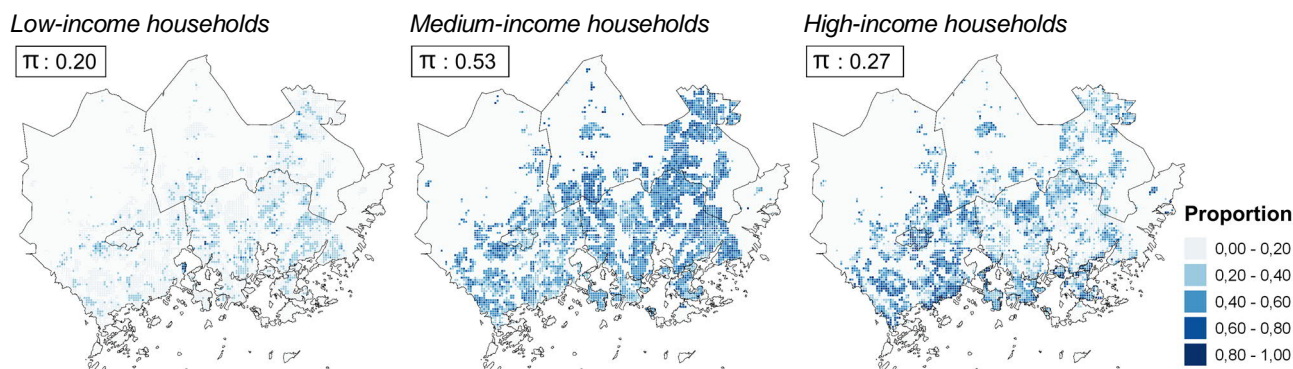 Low-income households
π : 0.20
Medium-income households
π : 0.53
High-income households
π : 0.27
Proportion
0,00 - 0,20
0,20 - 0,40
0,40 - 0,60
0,60 - 0,80
0,80 - 1,00